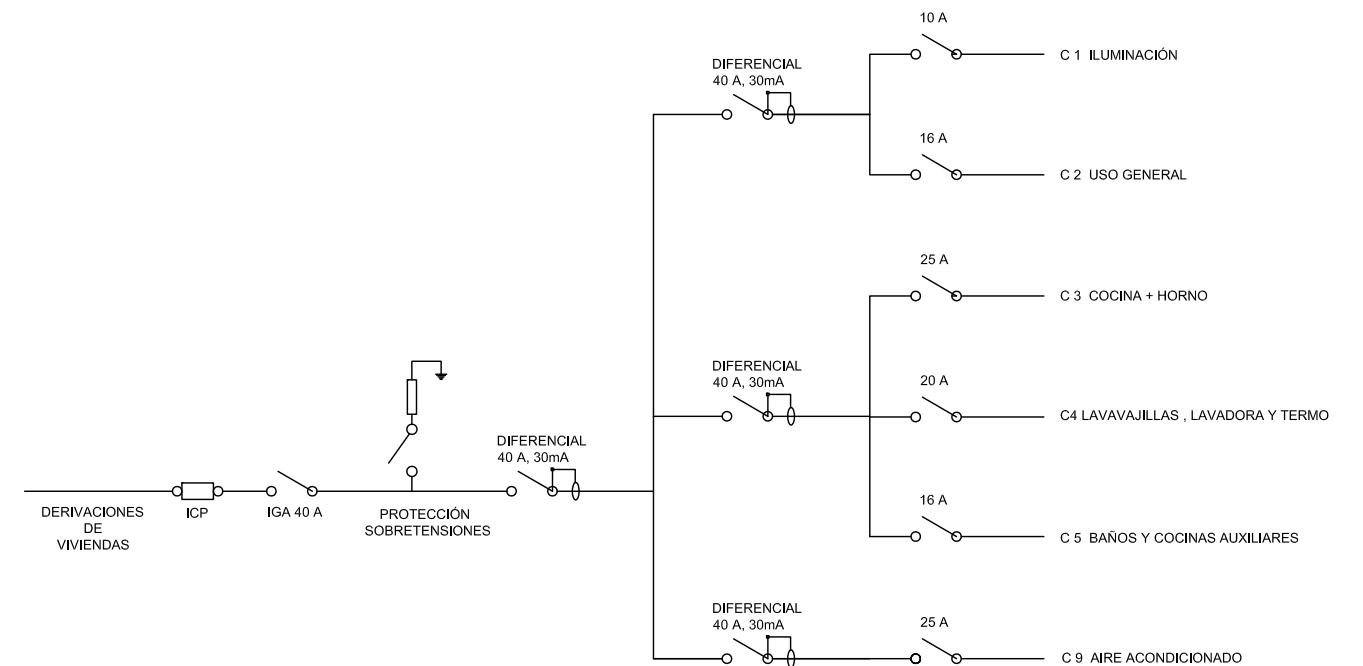 10 A
C 1 ILUMINACIÓN
DIFERENCIAL
40 A, 30mA
16 A
C 2 USO GENERAL
25 A
C 3 COCINA + HORNO
DIFERENCIAL
40 A, 30mA
20 A
C4 LAVAVAJILLAS , LAVADORA Y TERMO
DIFERENCIAL
40 A, 30mA
DERIVACIONES
DE
VIVIENDAS
ICP
IGA 40 A
PROTECCIÓN
SOBRETENSIONES
16 A
C 5 BAÑOS Y COCINAS AUXILIARES
DIFERENCIAL
40 A, 30mA
25 A
C 9 AIRE ACONDICIONADO